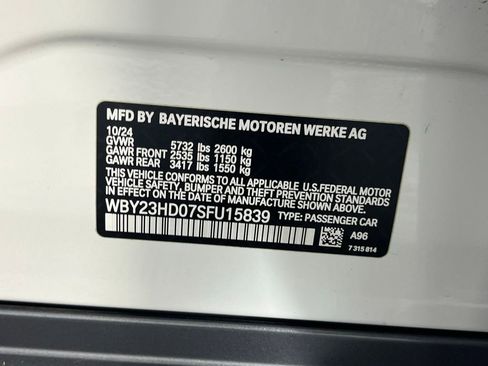 MFD BY BAYERISCHE MOTOREN WERKE AG
10/24
GVWR 5732 lbs 2600 kg
GAWR FRONT 2535 lbs 1150 kg
GAWR REAR 3417 lbs 1550 kg
THIS VEHICLE CONFORMS TO ALL APPLICABLE U.S.FEDERAL MOTOR
VEHICLE SAFETY, BUMPER, AND THEFT PREVENTION STANDARDS IN
EFFECT ON THE DATE OF MANUFACTURE SHOWN ABOVE.
WBY23HD07SFU15839 TYPE: PASSENGER CAR
A96
7 315 814